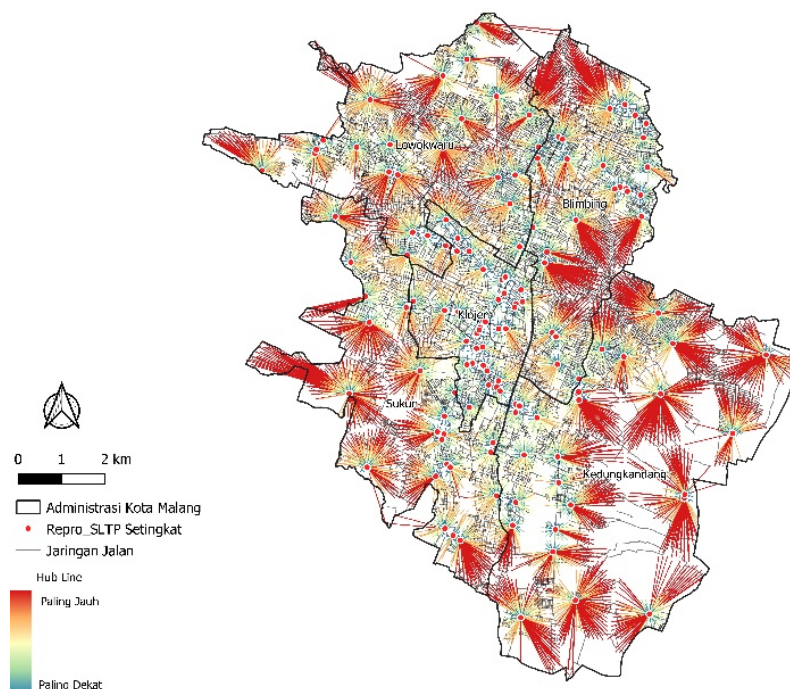 Lowokwaru
Blimbing
Klojen
Sukun
Kedungkandang
0 1 2 km
Administrasi Kota Malang
Repro_SLTP Setingkat
Jaringan Jalan
Hub Line
Paling Jauh
Paling Dekat